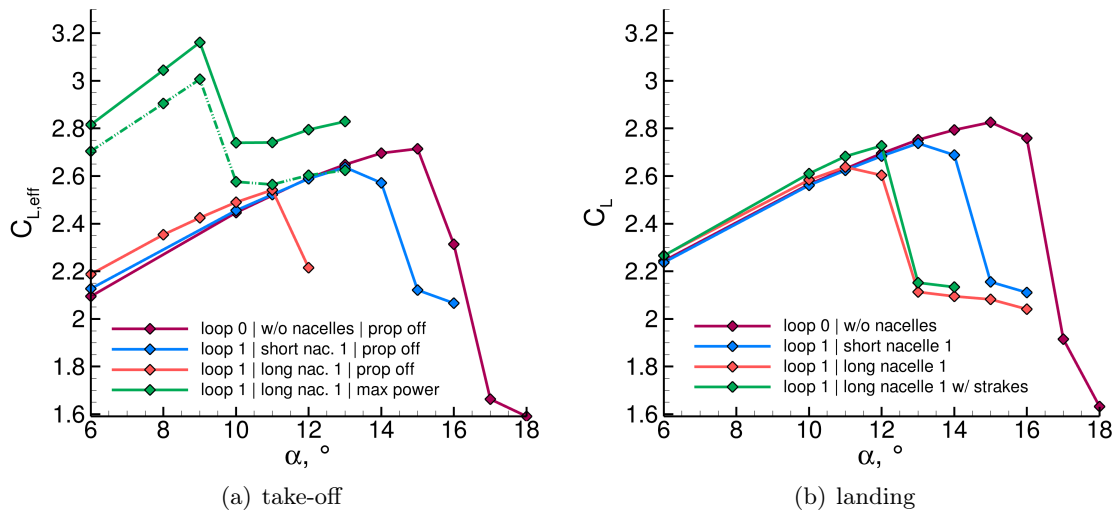 3.2
3
2.8
2.6
2.4
2.2
2
1.8
1.6
C_L,eff
loop 0 | w/o nacelles | prop off
loop 1 | short nac. 1 | prop off
loop 1 | long nac. 1 | prop off
loop 1 | long nac. 1 | max power
6 8 10 12 14 16 18
α, °
(a) take-off
3.2
3
2.8
2.6
2.4
2.2
2
1.8
1.6
C_L
loop 0 | w/o nacelles
loop 1 | short nacelle 1
loop 1 | long nacelle 1
loop 1 | long nacelle 1 w/ strakes
6 8 10 12 14 16 18
α, °
(b) landing